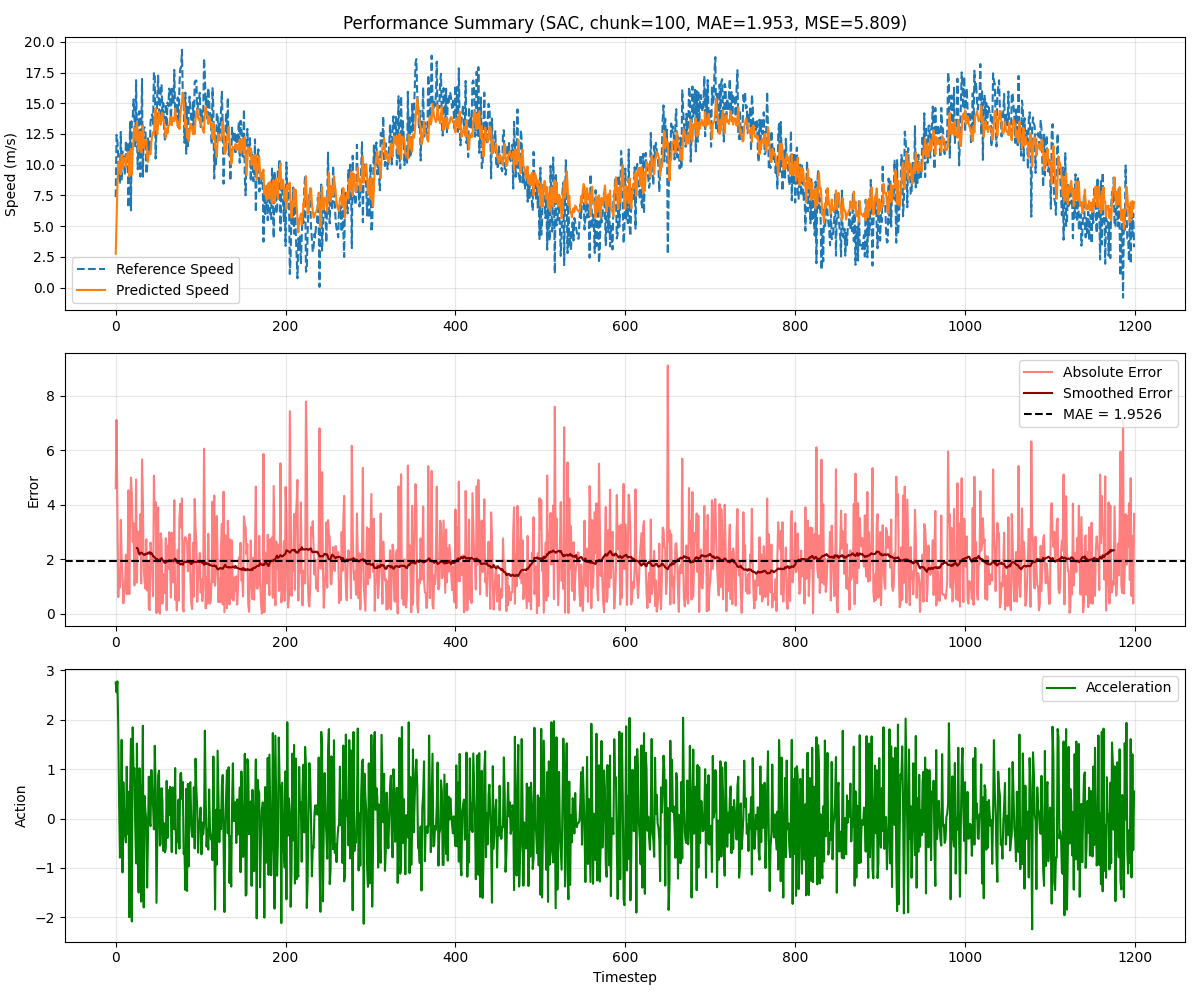 Performance Summary (SAC, chunk=100, MAE=1.953, MSE=5.809)
Speed (m/s)
20.0
17.5
15.0
12.5
10.0
7.5
5.0
2.5
0.0
Reference Speed
Predicted Speed
0 200 400 600 800 1000 1200
Error
8
6
4
2
0
Absolute Error
Smoothed Error
MAE = 1.9526
0 200 400 600 800 1000 1200
Action
3
2
1
0
−1
−2
Acceleration
0 200 400 600 800 1000 1200
Timestep